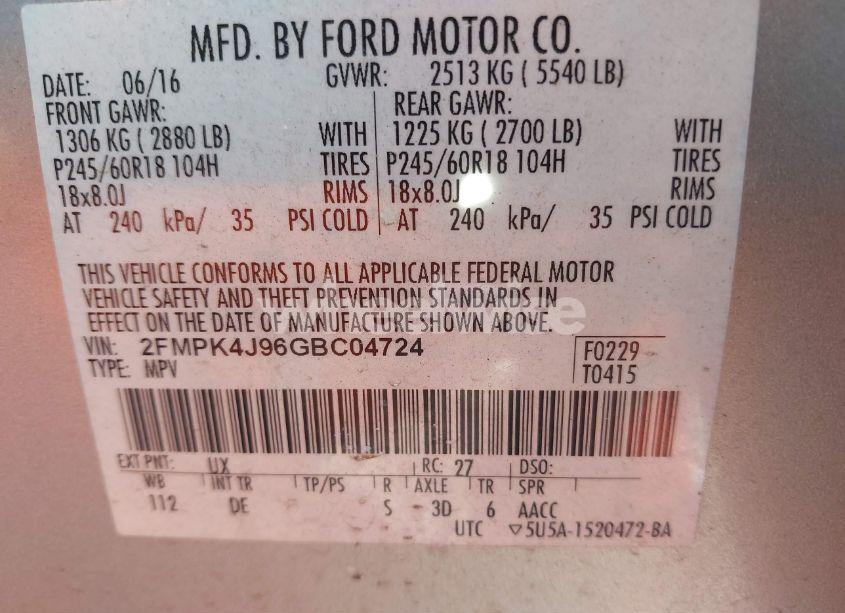 MFD. BY FORD MOTOR CO.
DATE: 06/16 GVWR: 2513 KG ( 5540 LB)
FRONT GAWR: REAR GAWR:
1306 KG ( 2880 LB) WITH 1225 KG ( 2700 LB) WITH
P245/60R18 104H TIRES P245/60R18 104H TIRES
18x8.0J RIMS 18x8.0J RIMS
AT 240 kPa/ 35 PSI COLD AT 240 kPa/ 35 PSI COLD
THIS VEHICLE CONFORMS TO ALL APPLICABLE FEDERAL MOTOR
VEHICLE SAFETY AND THEFT PREVENTION STANDARDS IN
EFFECT ON THE DATE OF MANUFACTURE SHOWN ABOVE.
VIN: 2FMPK4J96GBC04724 F0229
TYPE: MPV T0415
EXT PNT: UX RC: 27 DSO:
WB INT TR TP/PS R AXLE TR SPR
112 DE S 3D 6 AACC
UTC ▽5U5A-1520472-BA